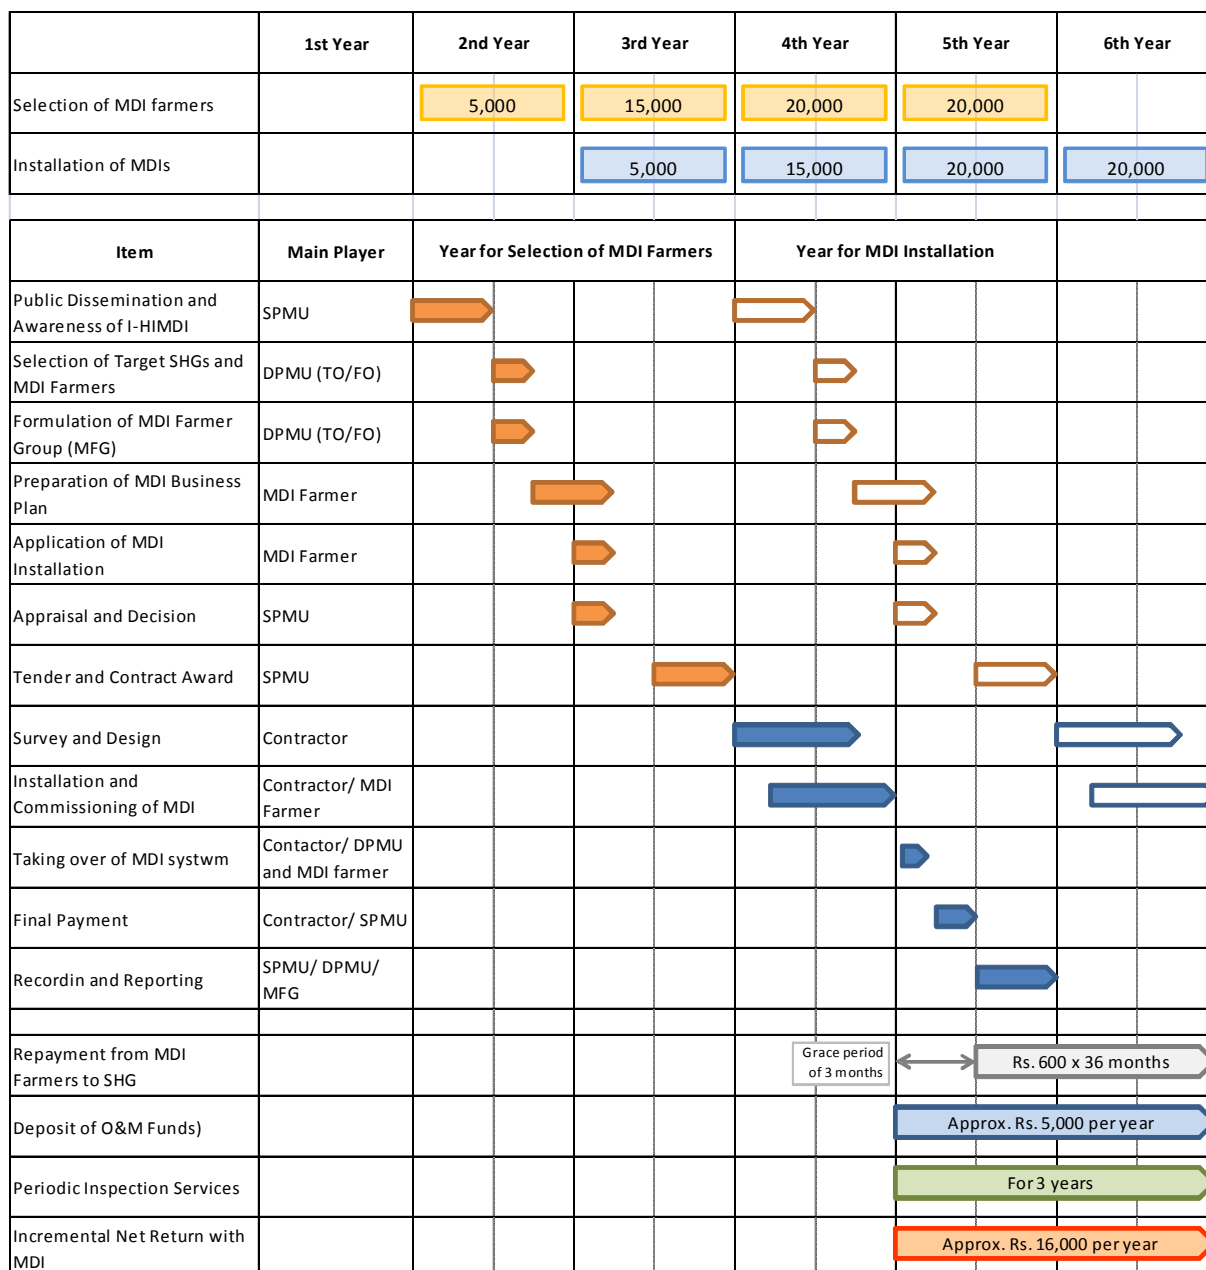 1st Year 2nd Year 3rd Year 4th Year 5th Year 6th Year
Selection of MDI farmers 5,000 15,000 20,000 20,000
Installation of MDIs 5,000 15,000 20,000 20,000
Item Main Player Year for Selection of MDI Farmers Year for MDI Installation
Public Dissemination and
Awareness of I-HIMDI
SPMU
Selection of Target SHGs and
MDI Farmers
DPMU (TO/FO)
Formulation of MDI Farmer
Group (MFG)
DPMU (TO/FO)
Preparation of MDI Business
Plan
MDI Farmer
Application of MDI
Installation
MDI Farmer
Appraisal and Decision SPMU
Tender and Contract Award SPMU
Survey and Design Contractor
Installation and
Commissioning of MDI
Contractor/ MDI
Farmer
Taking over of MDI systwm
Contactor/ DPMU
and MDI farmer
Final Payment Contractor/ SPMU
Recordin and Reporting
SPMU/ DPMU/
MFG
Repayment from MDI
Farmers to SHG
Grace period
of 3 months
Rs. 600 x 36 months
Deposit of O&M Funds) Approx. Rs. 5,000 per year
Periodic Inspection Services For 3 years
Incremental Net Return with
MDI
Approx. Rs. 16,000 per year